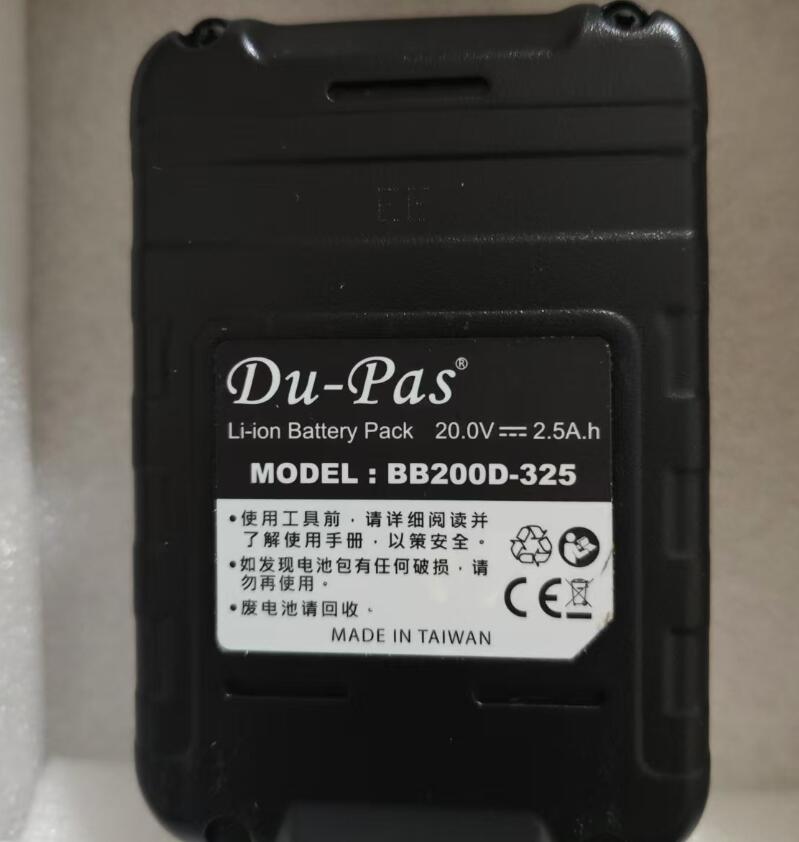 EE
Du-Pas®
Li-ion Battery Pack 20.0V⎓2.5A.h
MODEL : BB200D-325
•使用工具前，请详细阅读并
了解使用手册，以策安全。
•如发现电池包有任何破损，请
勿再使用。
•废电池请回收。
CE
MADE IN TAIWAN